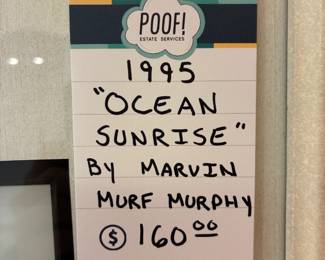 POOF!
ESTATE SERVICES
1995
"OCEAN
SUNRISE"
BY MARVIN
MURF MURPHY
$ 160.00